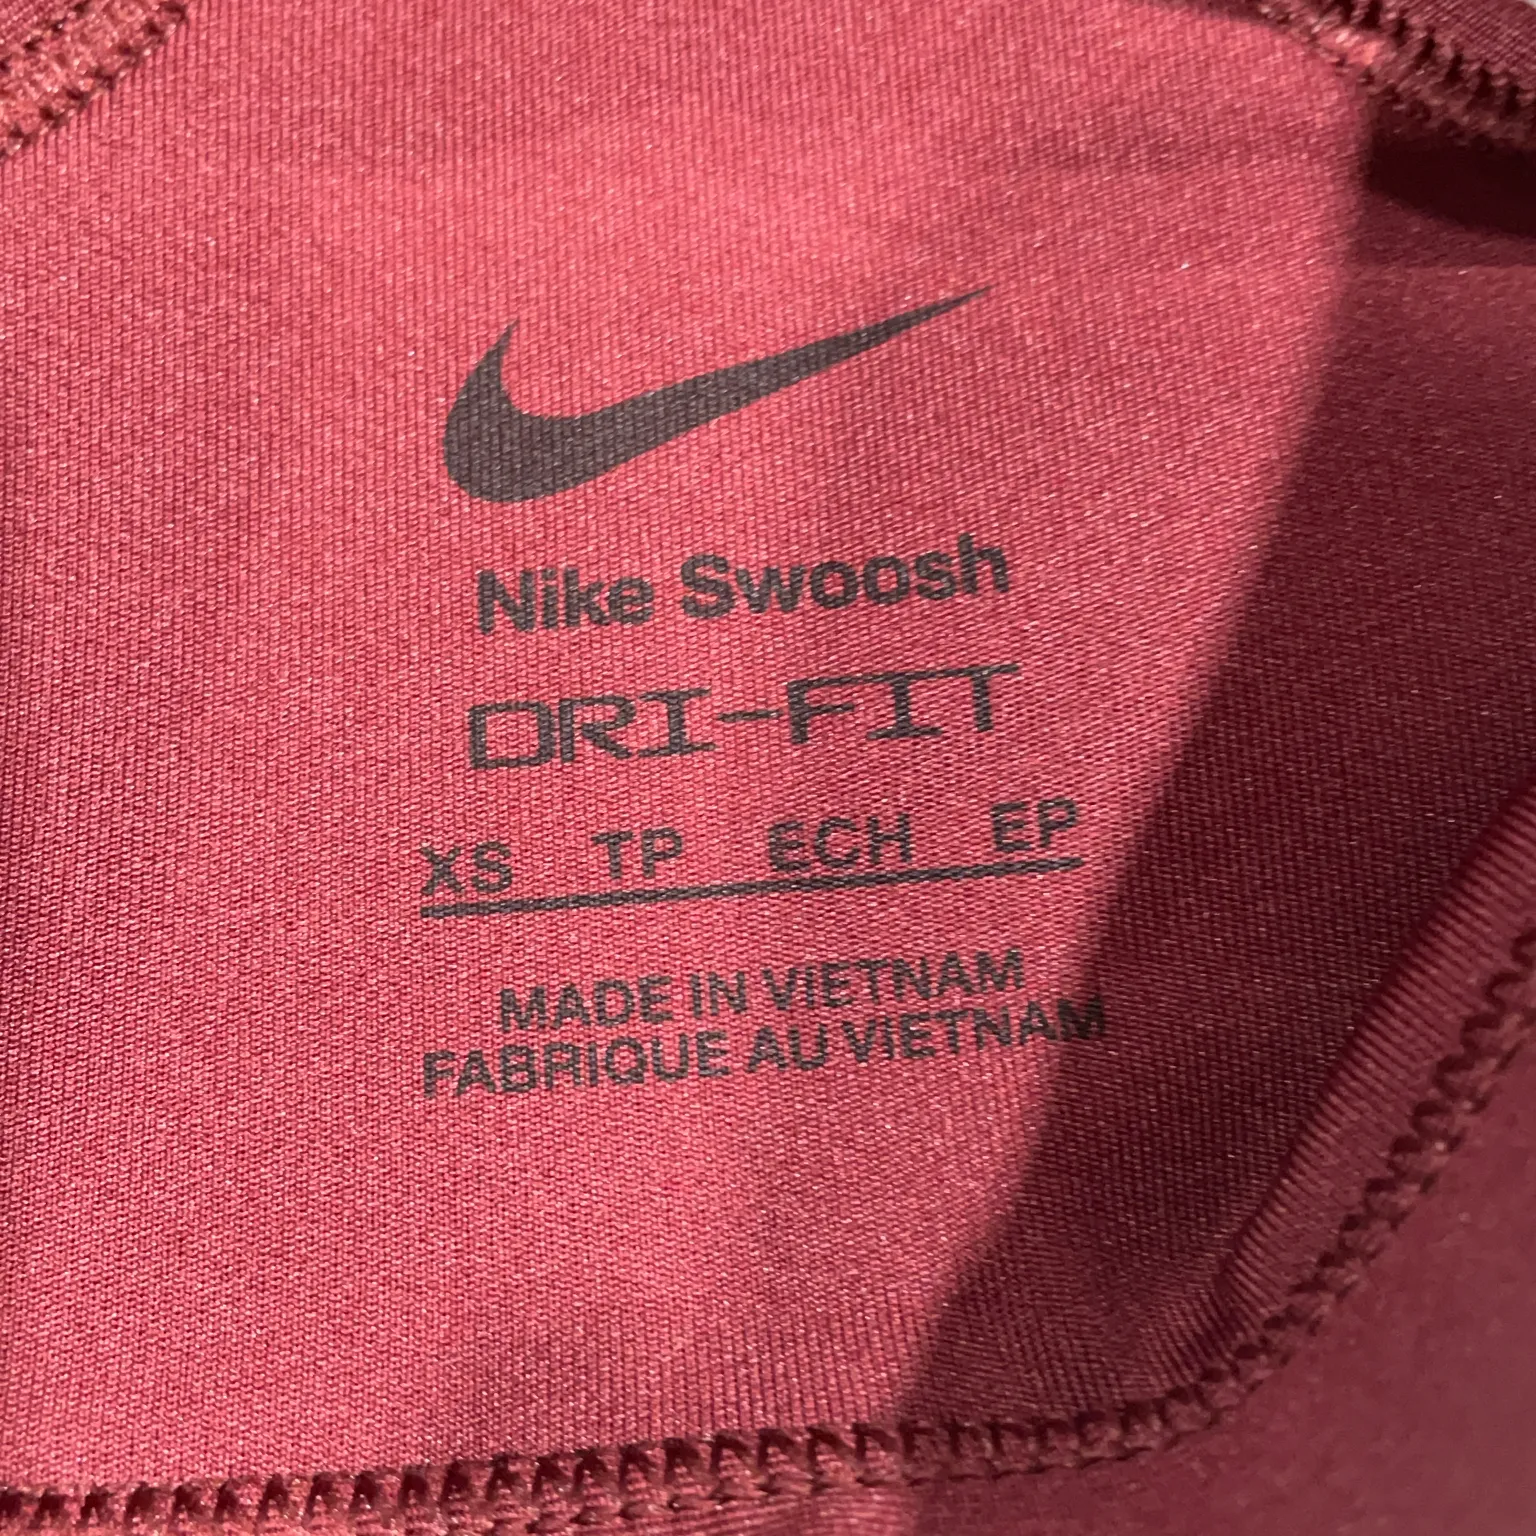 Nike Swoosh
DRI-FIT
XS TP ECH EP
MADE IN VIETNAM
FABRIQUE AU VIETNAM